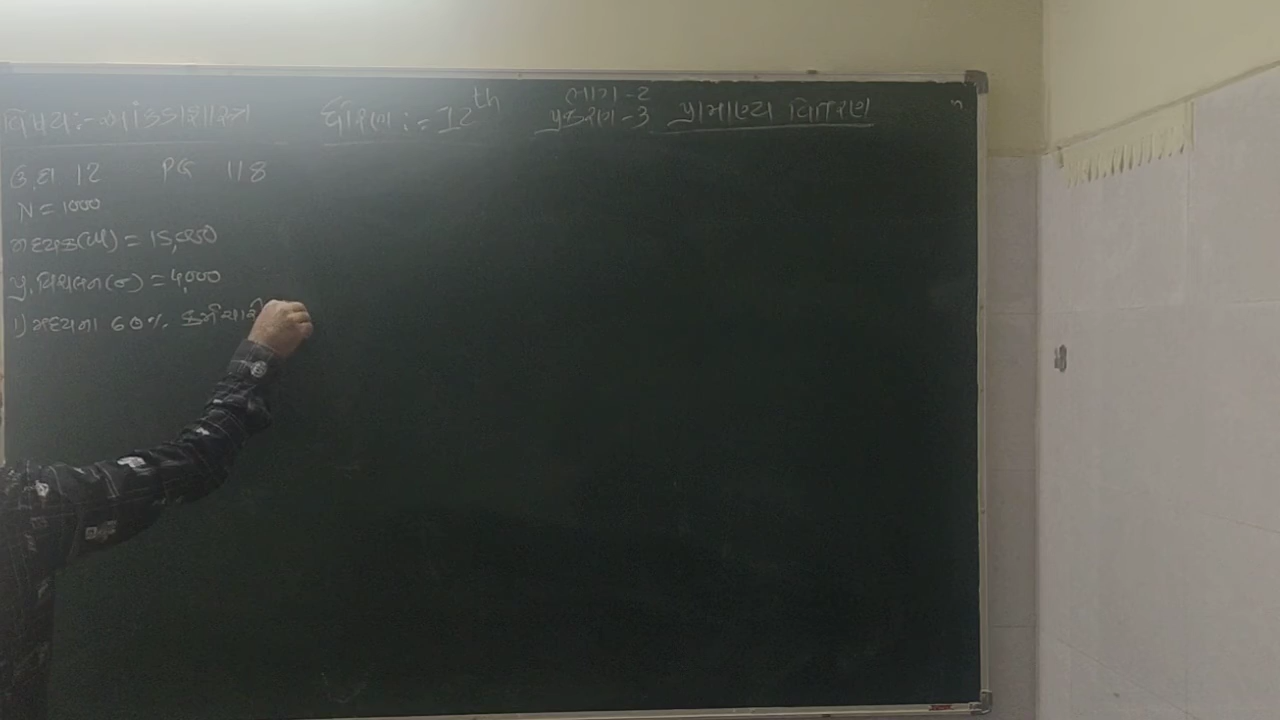 વિષય:- આંકડાશાસ્ત્ર
ધોરણ :- 12th
ભાગ-2
પ્રકરણ-3 પ્રામાણ્ય વિતરણ
ઉ.દા 12 PG 118
N = 1000
મધ્યક(μ) = 15,000
પ્ર.વિચલન(σ) = 4,000
1) મધ્યના 60% કર્મચારી